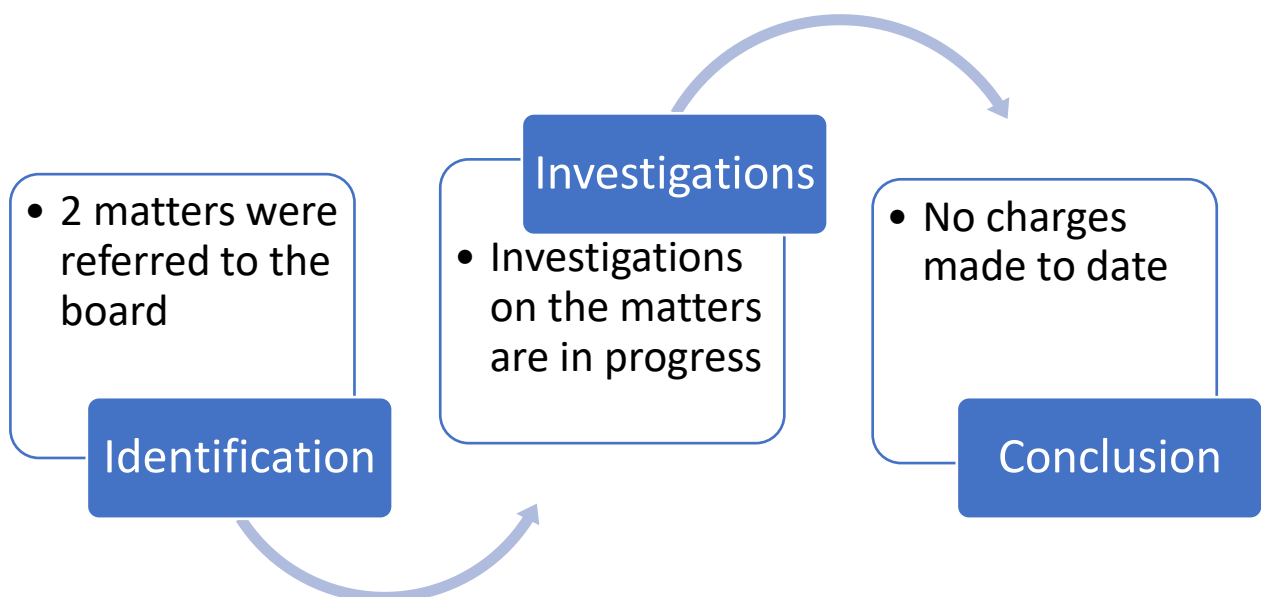 • 2 matters were
referred to the
board
Identification
Investigations
• Investigations
on the matters
are in progress
• No charges
made to date
Conclusion